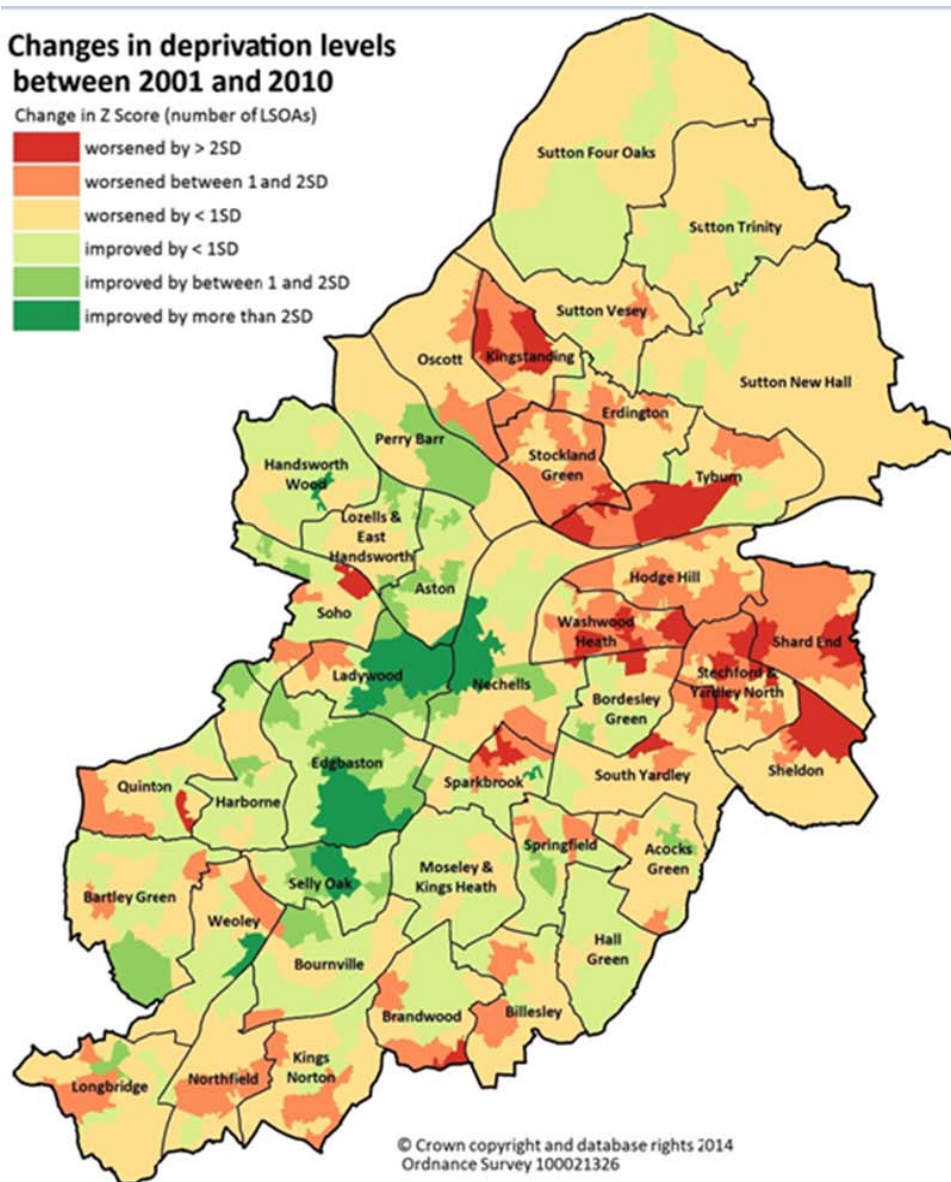 Changes in deprivation levels
between 2001 and 2010
Change in Z Score (number of LSOAs)
worsened by > 2SD
worsened between 1 and 2SD
worsened by < 1SD
improved by < 1SD
improved by between 1 and 2SD
improved by more than 2SD
Sutton Four Oaks
Sutton Trinity
Sutton Vesey
Oscott
Kingstanding
Sutton New Hall
Erdington
Perry Barr
Stockland
Green
Handsworth
Wood
Tyburn
Lozells &
East
Handsworth
Hodge Hill
Aston
Soho
Washwood
Heath
Shard End
Ladywood
Nechells
Stechford &
Yardley North
Bordesley
Green
Edgbaston
Quinton
Harborne
Sparkbrook
South Yardley
Sheldon
Springfield
Acocks
Green
Moseley &
Kings Heath
Selly Oak
Bartley Green
Weoley
Hall
Green
Bournville
Brandwood
Billesley
Kings
Norton
Longbridge
Northfield
© Crown copyright and database rights 2014
Ordnance Survey 100021326